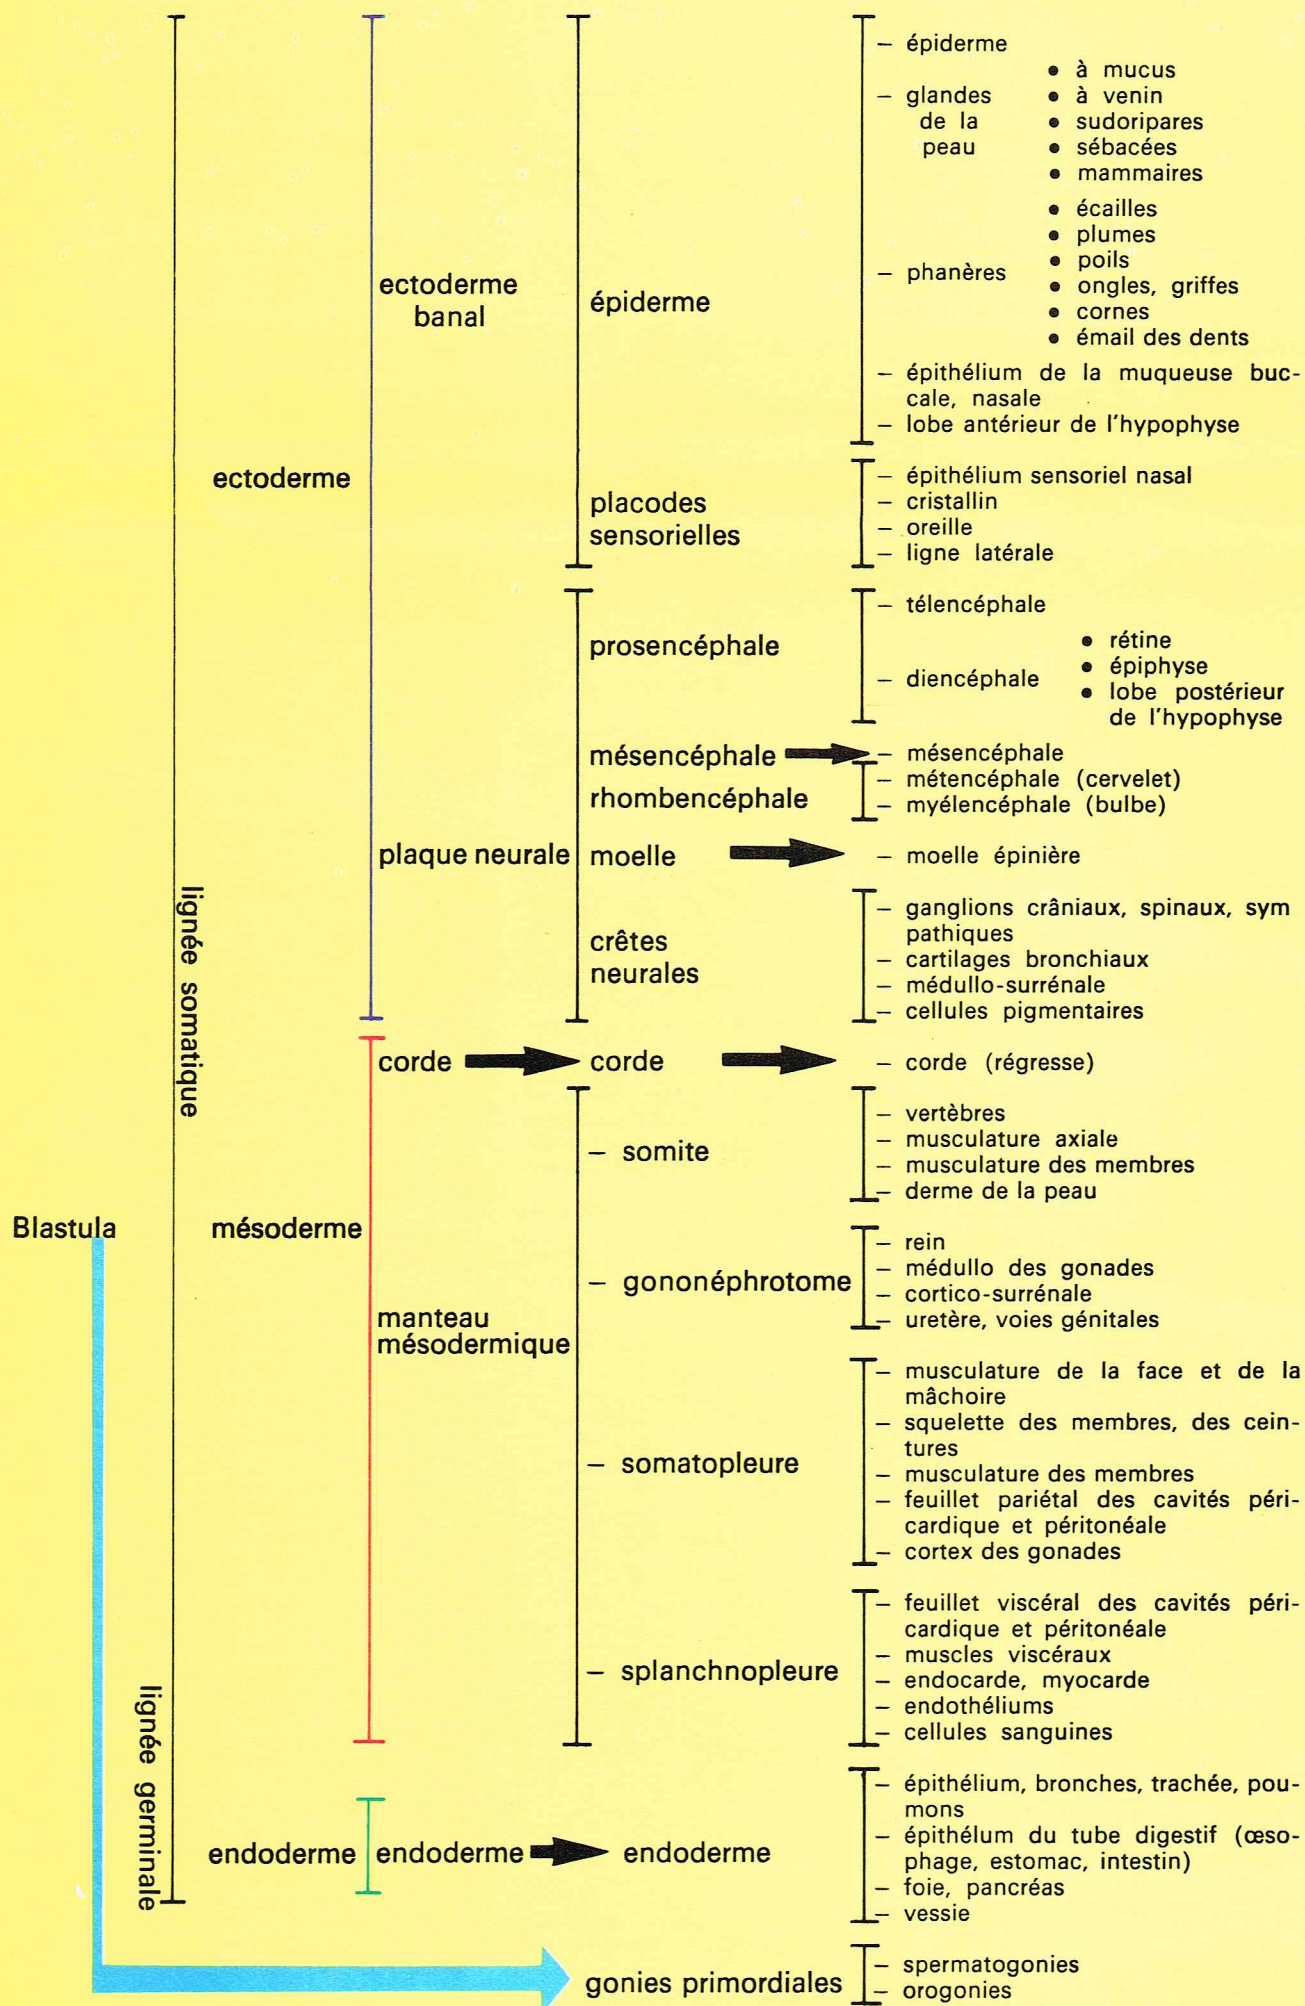 épiderme
– épiderme
– glandes de la peau
• à mucus
• à venin
• sudoripares
• sébacées
• mammaires
– phanères
• écailles
• plumes
• poils
• ongles, griffes
• cornes
• émail des dents
– épithélium de la muqueuse buc-
cale, nasale
– lobe antérieur de l'hypophyse
ectoderme
banal
ectoderme
placodes
sensorielles
– épithélium sensoriel nasal
– cristallin
– oreille
– ligne latérale
prosencéphale
– télencéphale
– diencéphale
• rétine
• épiphyse
• lobe postérieur
de l'hypophyse
mésencéphale
– mésencéphale
rhombencéphale
– métencéphale (cervelet)
– myélencéphale (bulbe)
plaque neurale
moelle
– moelle épinière
crêtes
neurales
– ganglions crâniaux, spinaux, sym
pathiques
– cartilages bronchiaux
– médullo-surrénale
– cellules pigmentaires
lignée somatique
corde
corde
– corde (régresse)
– somite
– vertèbres
– musculature axiale
– musculature des membres
– derme de la peau
Blastula
mésoderme
manteau
mésodermique
– gononéphrotome
– rein
– médullo des gonades
– cortico-surrénale
– uretère, voies génitales
– somatopleure
– musculature de la face et de la
mâchoire
– squelette des membres, des cein-
tures
– musculature des membres
– feuillet pariétal des cavités péri-
cardique et péritonéale
– cortex des gonades
– splanchnopleure
– feuillet viscéral des cavités péri-
cardique et péritonéale
– muscles viscéraux
– endocarde, myocarde
– endothéliums
– cellules sanguines
lignée germinale
endoderme
endoderme
endoderme
– épithélium, bronches, trachée, pou-
mons
– épithélum du tube digestif (œso-
phage, estomac, intestin)
– foie, pancréas
– vessie
gonies primordiales
– spermatogonies
– orogonies